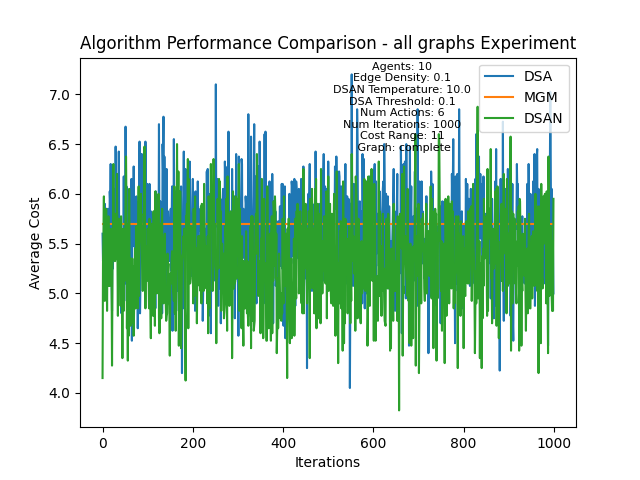 Algorithm Performance Comparison - all graphs Experiment
Agents: 10
Edge Density: 0.1
DSAN Temperature: 10.0
DSA Threshold: 0.1
Num Actions: 6
Num Iterations: 1000
Cost Range: 11
Graph: complete
DSA
MGM
DSAN
Average Cost
7.0
6.5
6.0
5.5
5.0
4.5
4.0
0
200
400
600
800
1000
Iterations